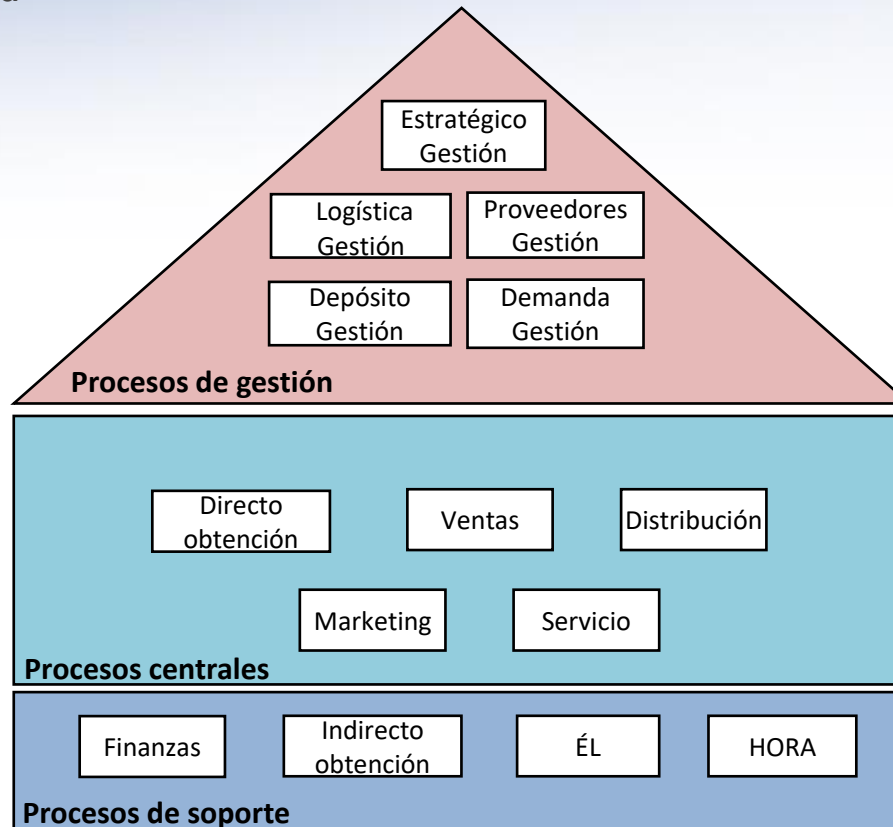 Estratégico
Gestión
Logística
Gestión
Proveedores
Gestión
Depósito
Gestión
Demanda
Gestión
Procesos de gestión
Directo
obtención
Ventas
Distribución
Marketing
Servicio
Procesos centrales
Finanzas
Indirecto
obtención
ÉL
HORA
Procesos de soporte